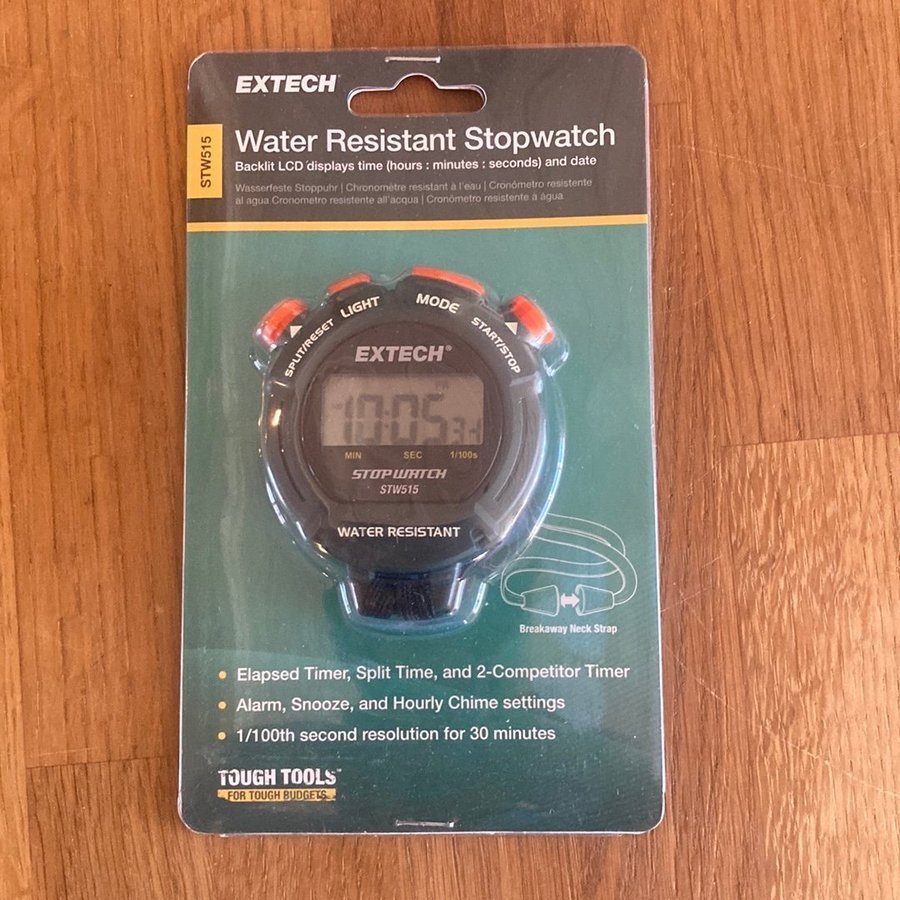 EXTECH®
STW515
Water Resistant Stopwatch
Backlit LCD displays time (hours : minutes : seconds) and date
Wasserfeste Stoppuhr | Chronomètre resistant à l'eau | Cronómetro resistente
al agua Cronometro resistente all'acqua | Cronômetro resistente à água
SPLIT/RESET
LIGHT
MODE
START/STOP
EXTECH®
10:05
MIN SEC 1/100s
STOPWATCH
STW515
WATER RESISTANT
Breakaway Neck Strap
• Elapsed Timer, Split Time, and 2-Competitor Timer
• Alarm, Snooze, and Hourly Chime settings
• 1/100th second resolution for 30 minutes
TOUGH TOOLS™
FOR TOUGH BUDGETS